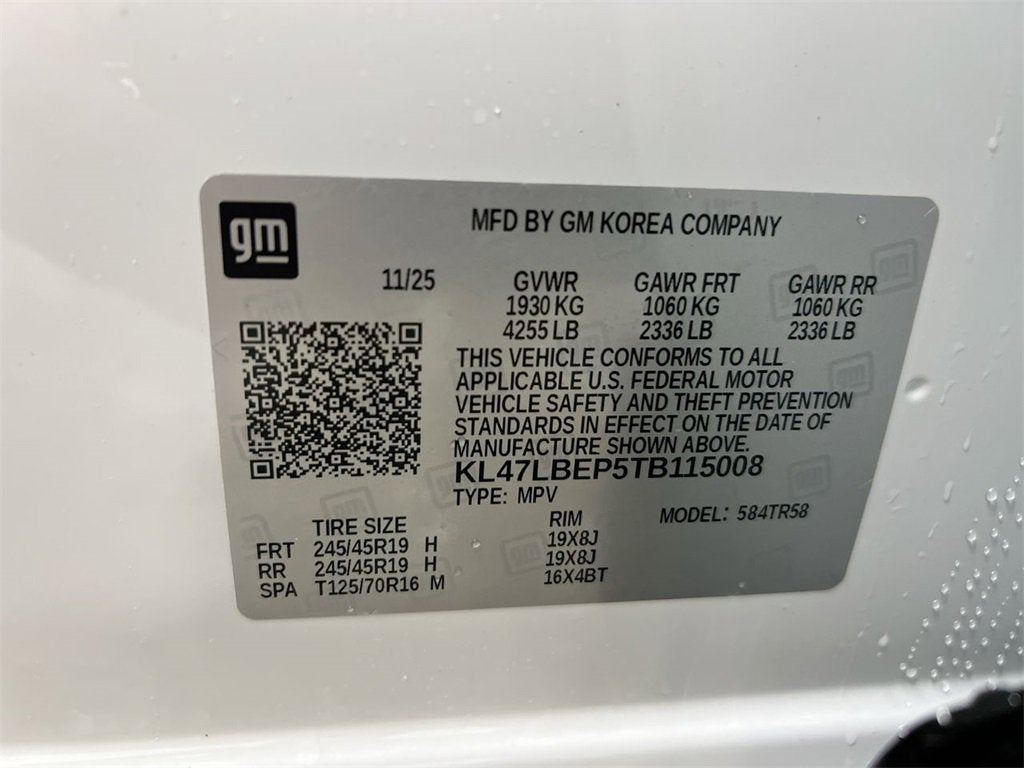 gm
MFD BY GM KOREA COMPANY
11/25 GVWR GAWR FRT GAWR RR
1930 KG 1060 KG 1060 KG
4255 LB 2336 LB 2336 LB
THIS VEHICLE CONFORMS TO ALL
APPLICABLE U.S. FEDERAL MOTOR
VEHICLE SAFETY AND THEFT PREVENTION
STANDARDS IN EFFECT ON THE DATE OF
MANUFACTURE SHOWN ABOVE.
KL47LBEP5TB115008
TYPE: MPV MODEL: 584TR58
TIRE SIZE RIM
FRT 245/45R19 H 19X8J
RR 245/45R19 H 19X8J
SPA T125/70R16 M 16X4BT